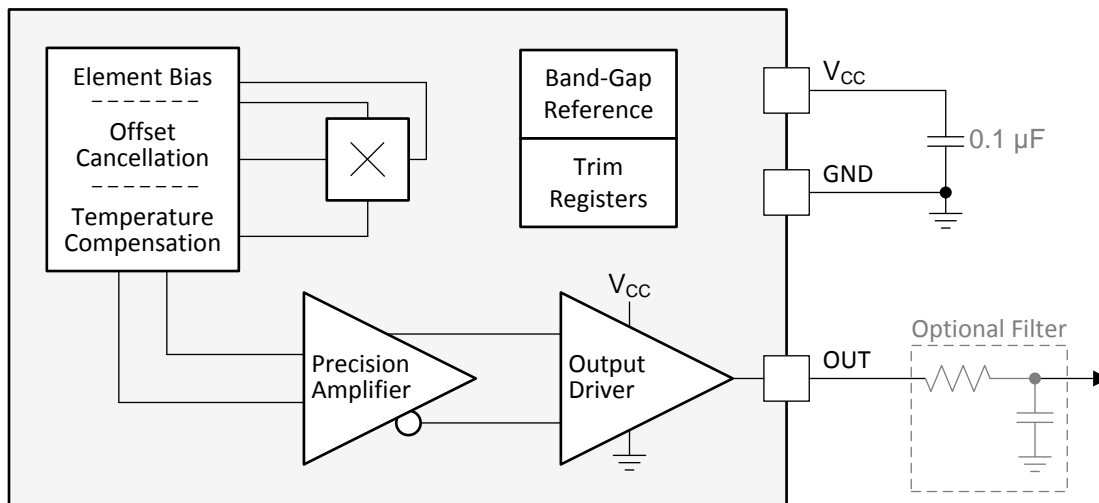 Element Bias
Offset
Cancellation
Temperature
Compensation
Band-Gap
Reference
Trim
Registers
VCC
0.1 µF
GND
Precision
Amplifier
VCC
Output
Driver
OUT
Optional Filter